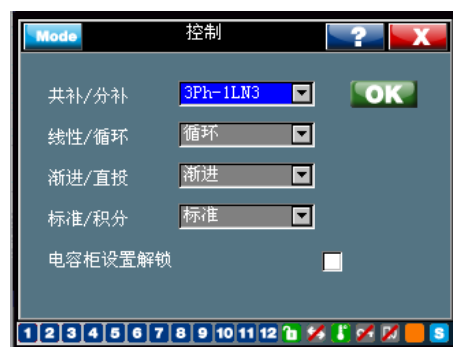 Mode 控制 ? X
共补/分补 3Ph-1LN3 OK
线性/循环 循环
渐进/直投 渐进
标准/积分 标准
电容柜设置解锁
1 2 3 4 5 6 7 8 9 10 11 12 S